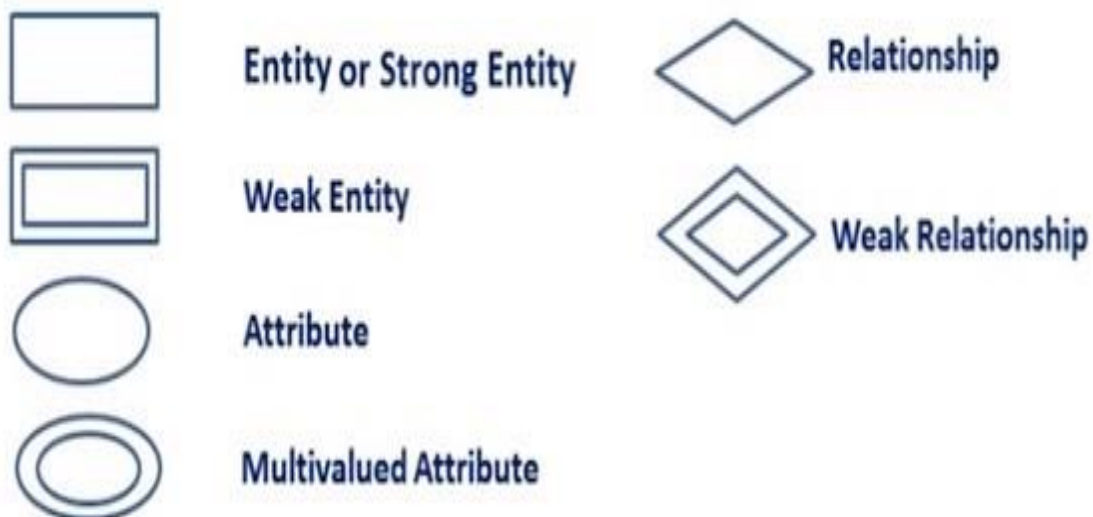 Entity or Strong Entity
Relationship
Weak Entity
Weak Relationship
Attribute
Multivalued Attribute